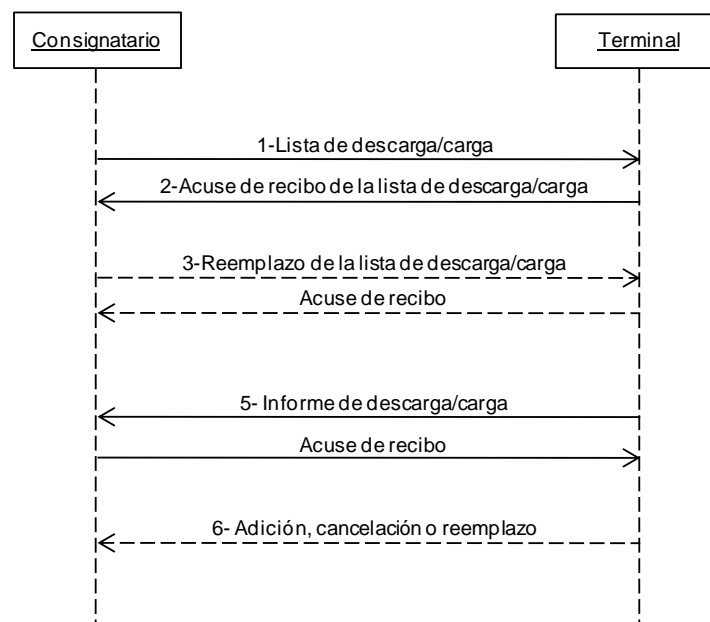 Consignatario
Terminal
1-Lista de descarga/carga
2-Acuse de recibo de la lista de descarga/carga
3-Reemplazo de la lista de descarga/carga
Acuse de recibo
5- Informe de descarga/carga
Acuse de recibo
6- Adición, cancelación o reemplazo